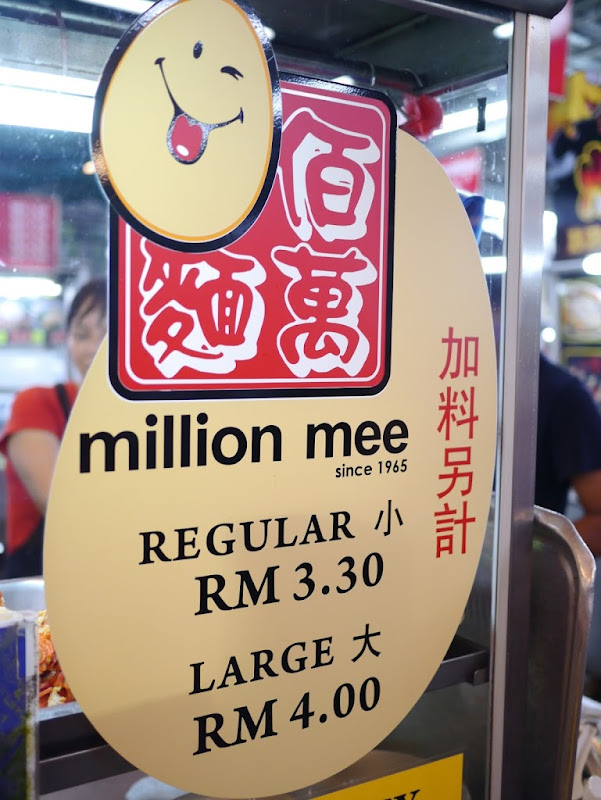 佰萬麵
million mee
since 1965
加料另計
REGULAR 小
RM 3.30
LARGE 大
RM 4.00